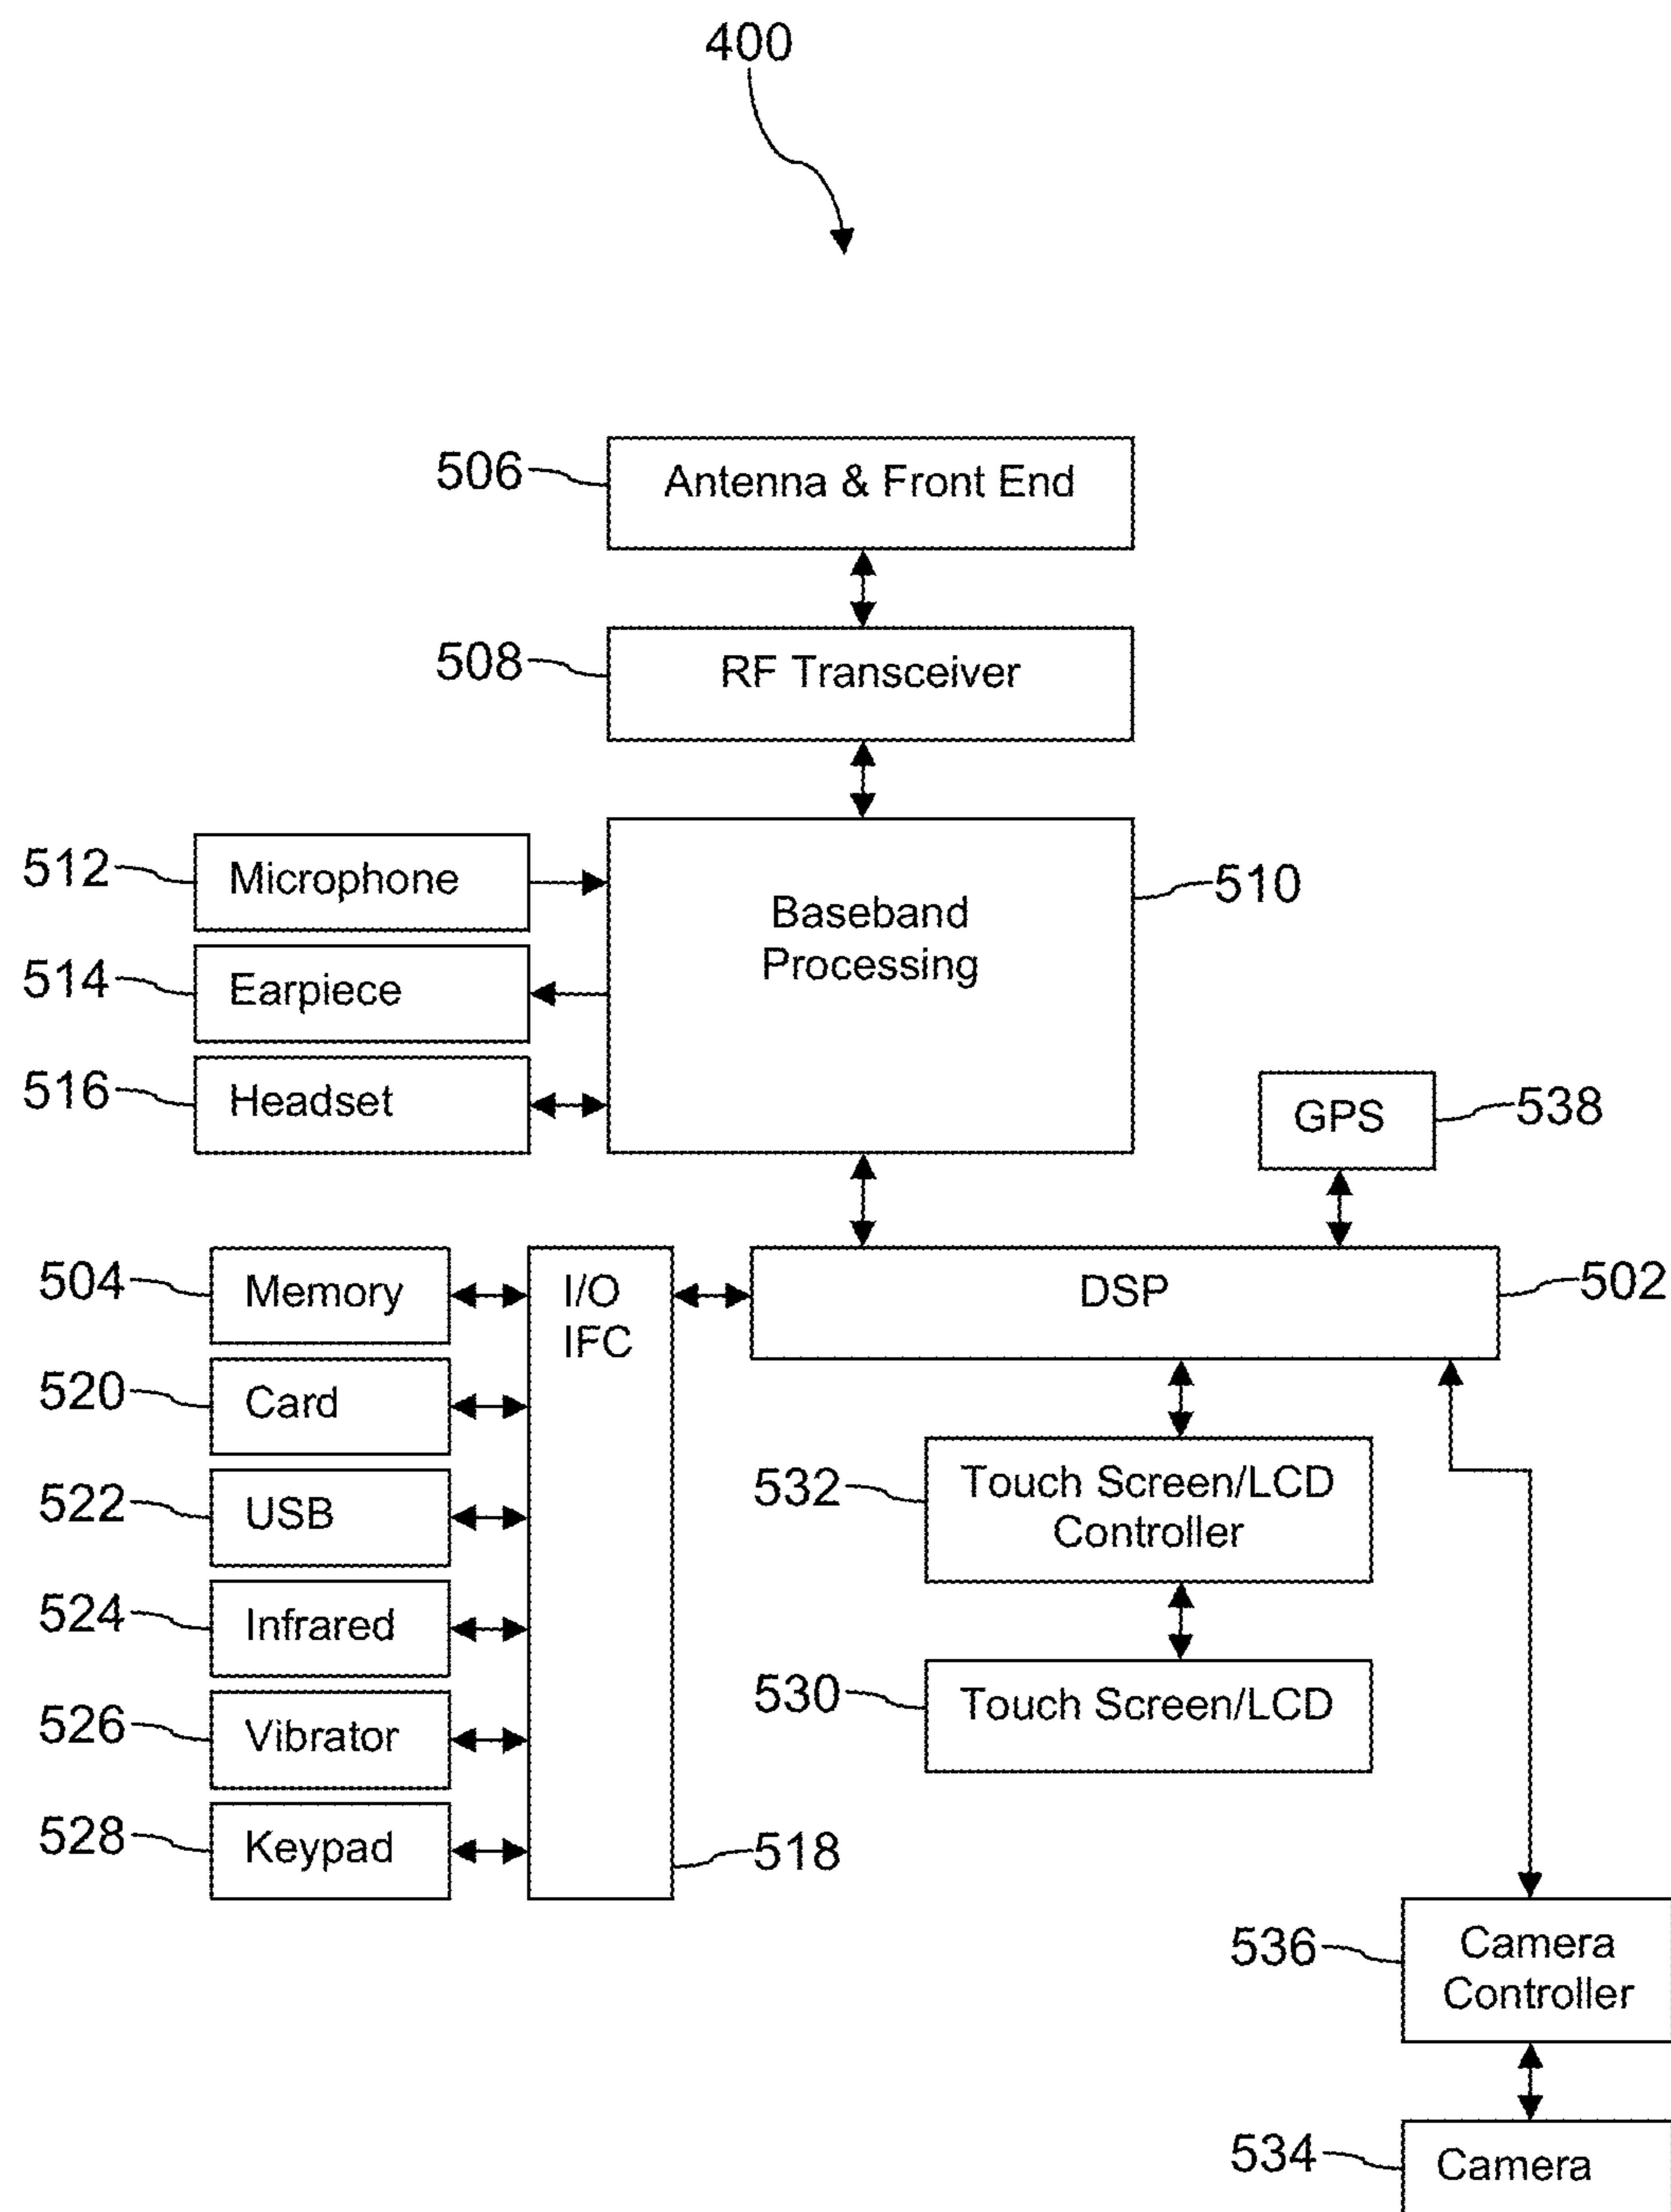 400
506
Antenna & Front End
508
RF Transceiver
512
Microphone
Baseband
Processing
510
514
Earpiece
516
Headset
GPS
538
504
Memory
I/O
IFC
DSP
502
520
Card
522
USB
532
Touch Screen/LCD
Controller
524
Infrared
526
Vibrator
530
Touch Screen/LCD
528
Keypad
518
536
Camera
Controller
534
Camera